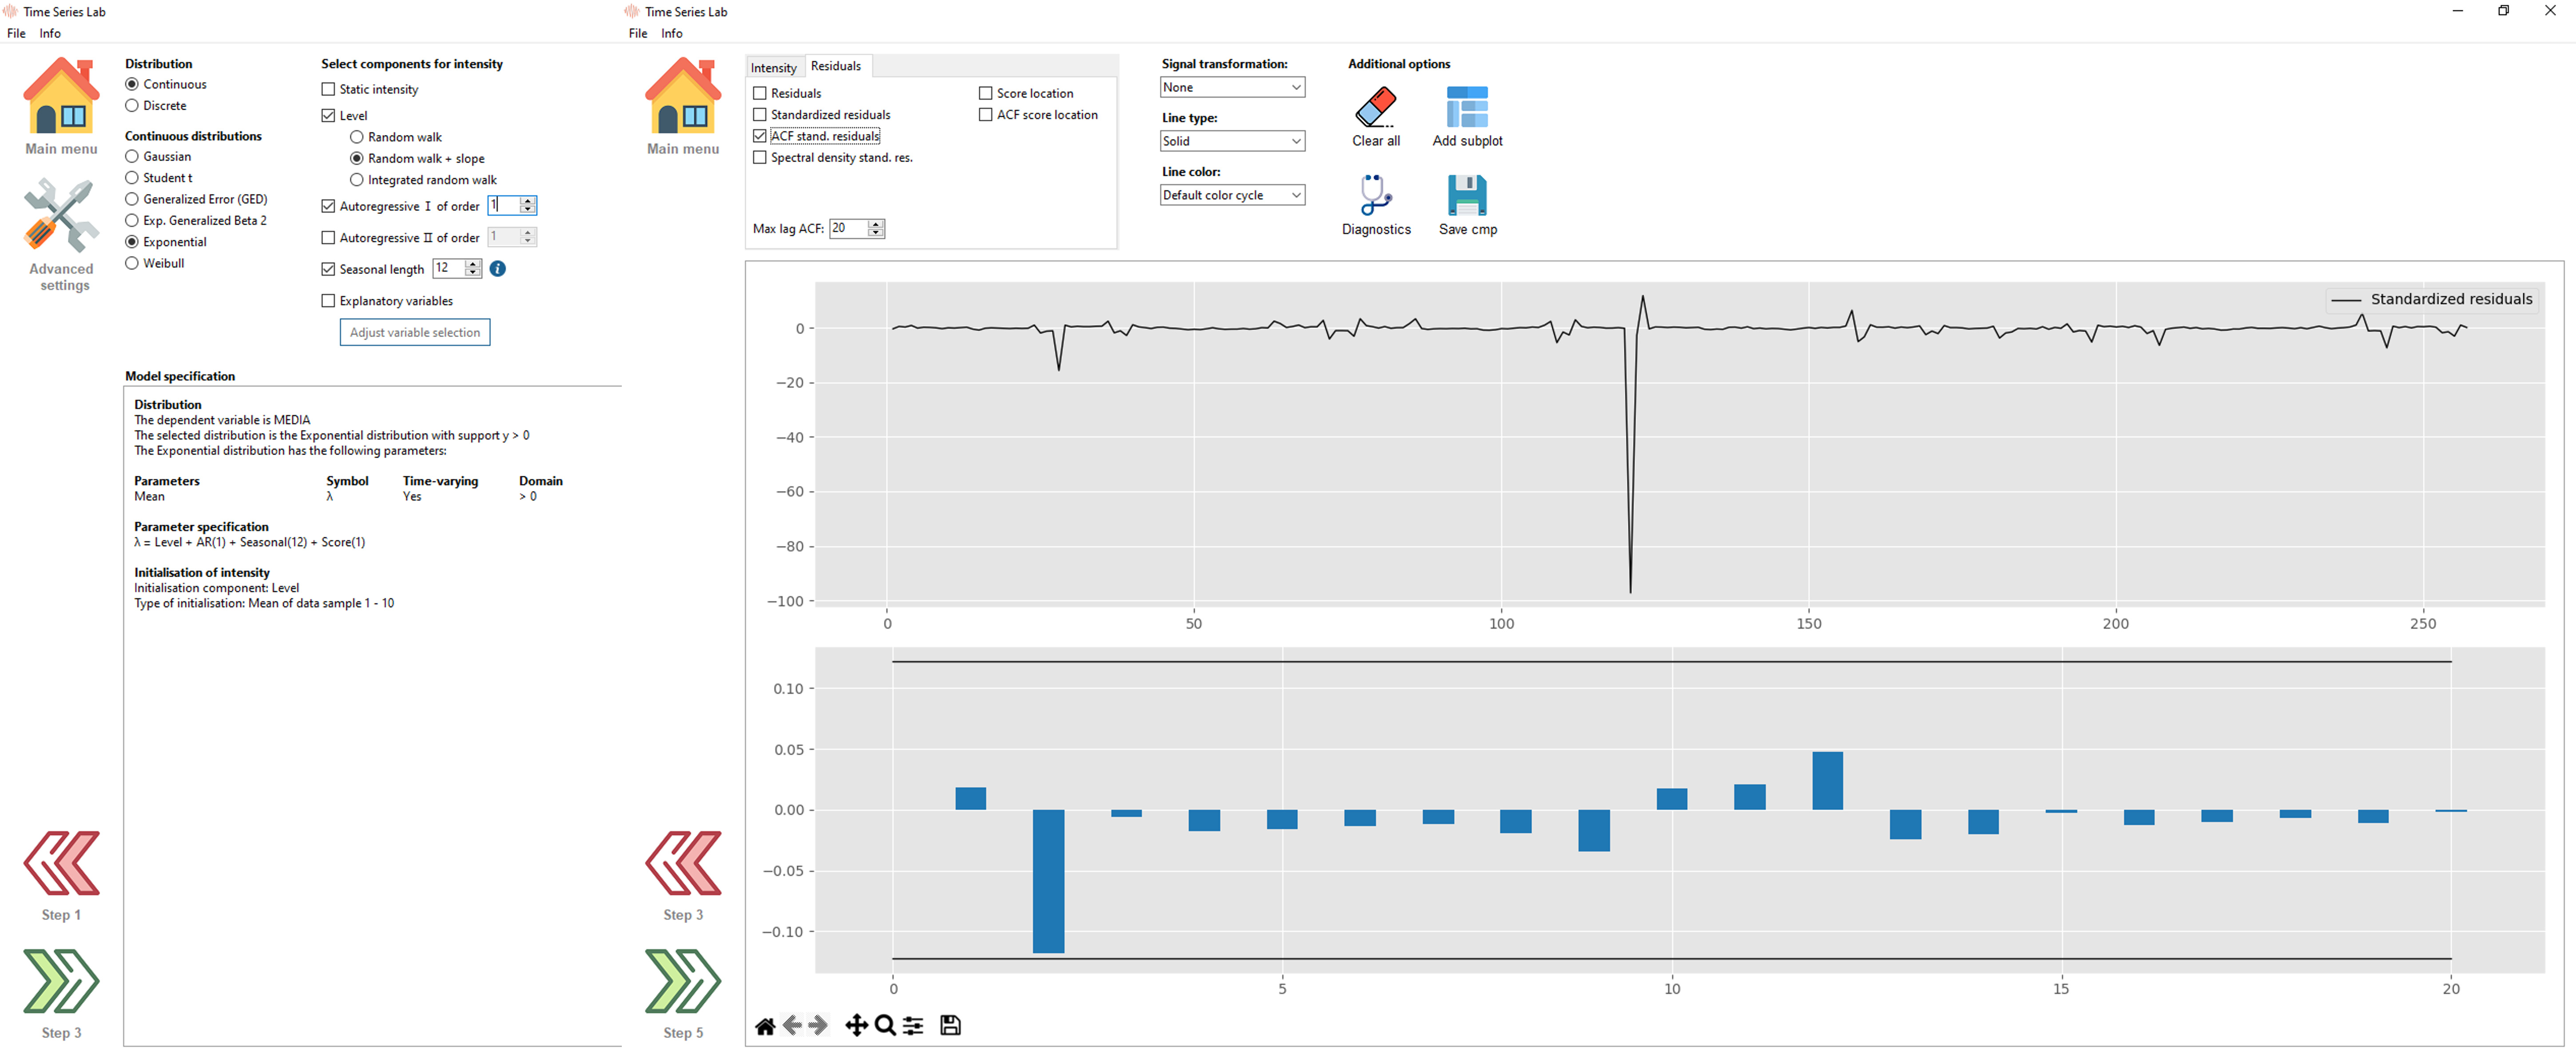 Time Series Lab
File Info
Main menu
Advanced
settings
Step 1
Step 3
Distribution
Continuous
Discrete
Continuous distributions
Gaussian
Student t
Generalized Error (GED)
Exp. Generalized Beta 2
Exponential
Weibull
Select components for intensity
Static intensity
Level
Random walk
Random walk + slope
Integrated random walk
Autoregressive I of order 1
Autoregressive II of order 1
Seasonal length 12
Explanatory variables
Adjust variable selection
Model specification
Distribution
The dependent variable is MEDIA
The selected distribution is the Exponential distribution with support y > 0
The Exponential distribution has the following parameters:
Parameters Symbol Time-varying Domain
Mean λ Yes > 0
Parameter specification
λ = Level + AR(1) + Seasonal(12) + Score(1)
Initialisation of intensity
Initialisation component: Level
Type of initialisation: Mean of data sample 1 - 10
Time Series Lab
File Info
Main menu
Step 3
Step 5
Intensity Residuals
Residuals
Standardized residuals
ACF stand. residuals
Spectral density stand. res.
Score location
ACF score location
Max lag ACF: 20
Signal transformation:
None
Line type:
Solid
Line color:
Default color cycle
Additional options
Clear all Add subplot
Diagnostics Save cmp
Standardized residuals
0
−20
−40
−60
−80
−100
0 50 100 150 200 250
0.10
0.05
0.00
−0.05
−0.10
0 5 10 15 20